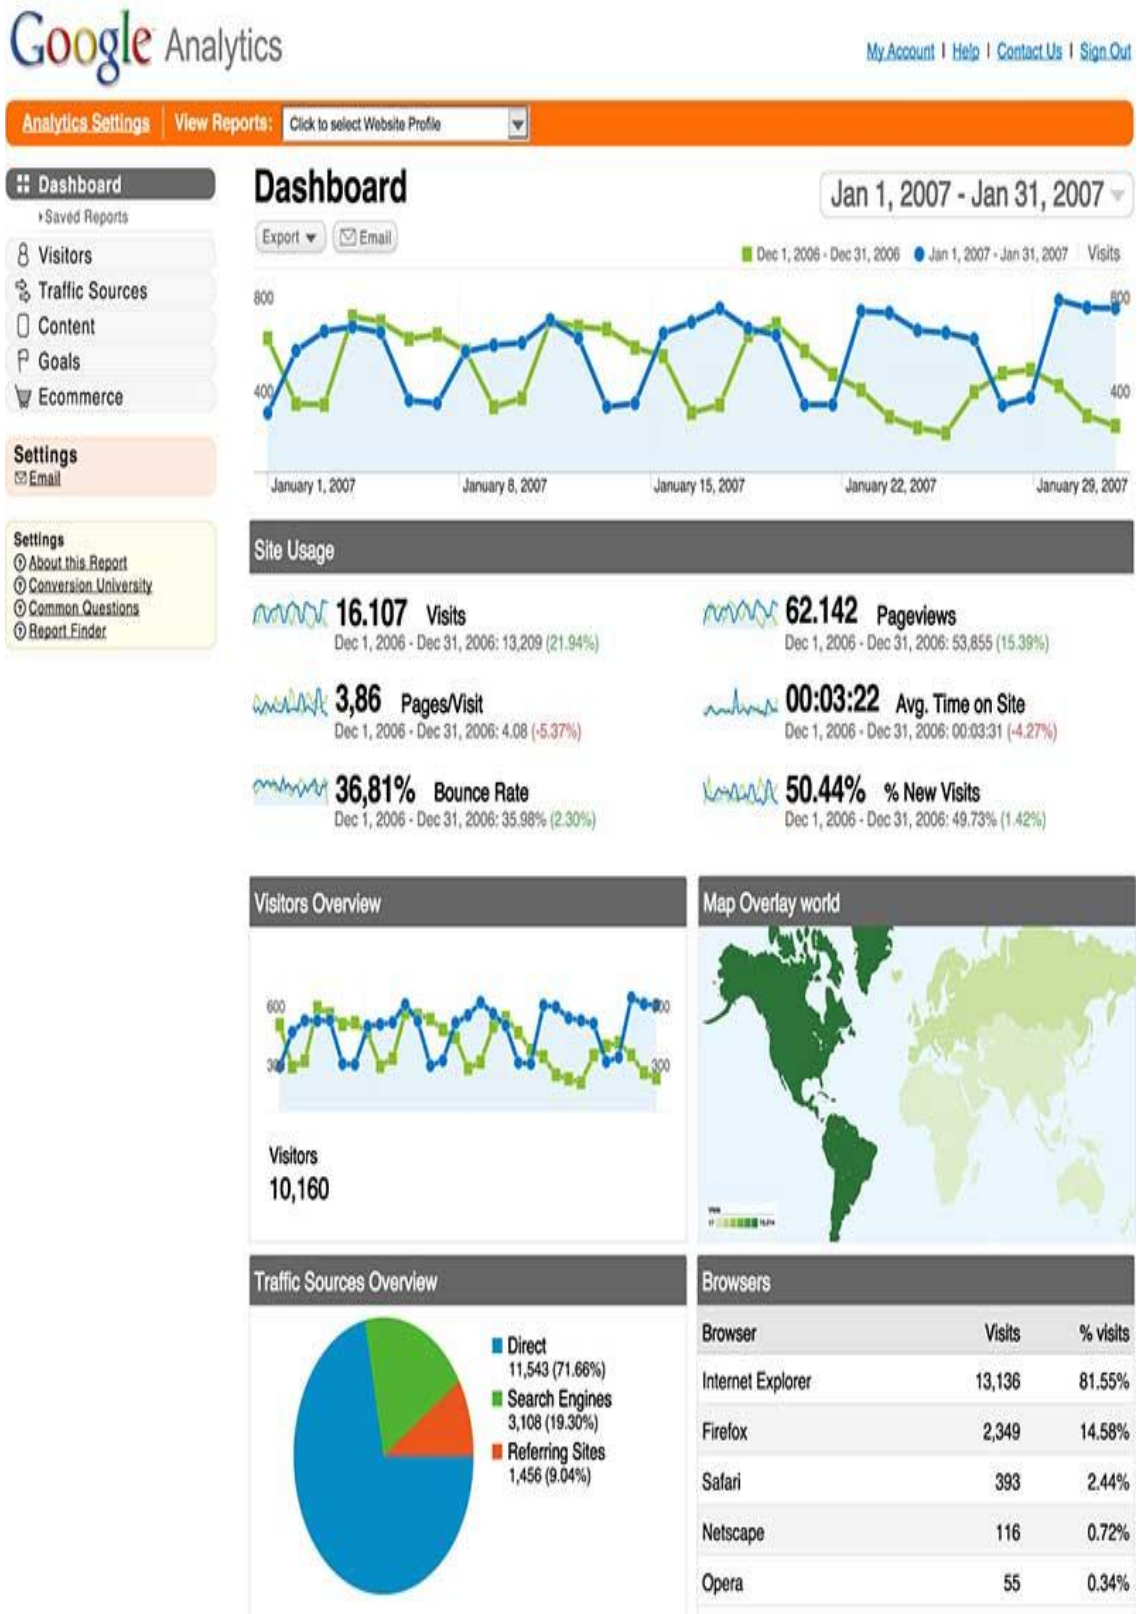 Google Analytics
My Account | Help | Contact Us | Sign Out
Analytics Settings View Reports: Click to select Website Profile
Dashboard
Saved Reports
Visitors
Traffic Sources
Content
Goals
Ecommerce
Settings
Email
Settings
About this Report
Conversion University
Common Questions
Report Finder
Dashboard
Jan 1, 2007 - Jan 31, 2007
Export Email
Dec 1, 2006 - Dec 31, 2006 Jan 1, 2007 - Jan 31, 2007 Visits
800 800
400 400
January 1, 2007 January 8, 2007 January 15, 2007 January 22, 2007 January 29, 2007
Site Usage
16.107 Visits
Dec 1, 2006 - Dec 31, 2006: 13,209 (21.94%)
62.142 Pageviews
Dec 1, 2006 - Dec 31, 2006: 53,855 (15.39%)
3,86 Pages/Visit
Dec 1, 2006 - Dec 31, 2006: 4.08 (-5.37%)
00:03:22 Avg. Time on Site
Dec 1, 2006 - Dec 31, 2006: 00:03:31 (-4.27%)
36,81% Bounce Rate
Dec 1, 2006 - Dec 31, 2006: 35.98% (2.30%)
50.44% % New Visits
Dec 1, 2006 - Dec 31, 2006: 49.73% (1.42%)
Visitors Overview
600 600
300 300
Visitors
10,160
Map Overlay world
Traffic Sources Overview
Direct
11,543 (71.66%)
Search Engines
3,108 (19.30%)
Referring Sites
1,456 (9.04%)
Browsers
Browser Visits % visits
Internet Explorer 13,136 81.55%
Firefox 2,349 14.58%
Safari 393 2.44%
Netscape 116 0.72%
Opera 55 0.34%